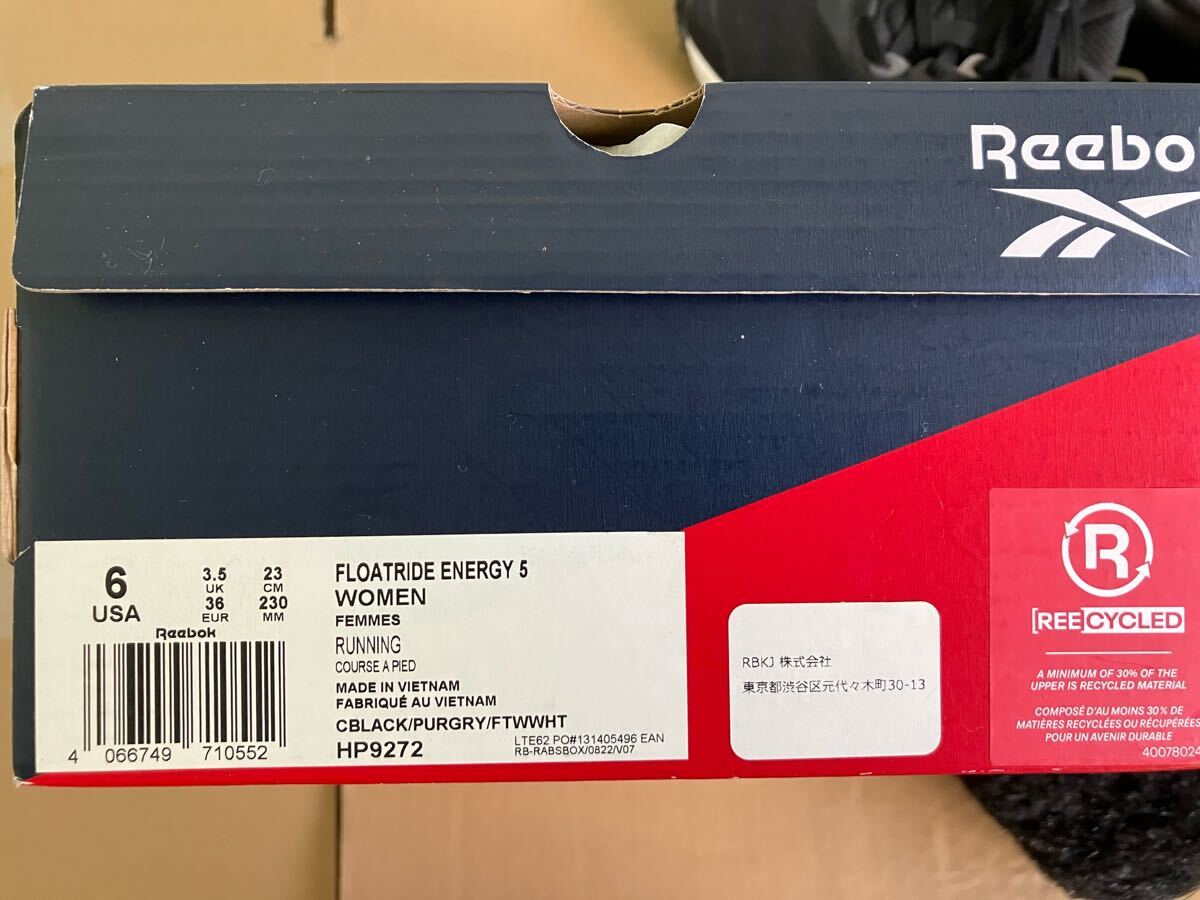 Reebo
6
USA
3.5
UK
36
EUR
23
CM
230
MM
Reebok
4 066749 710552
FLOATRIDE ENERGY 5
WOMEN
FEMMES
RUNNING
COURSE A PIED
MADE IN VIETNAM
FABRIQUÉ AU VIETNAM
CBLACK/PURGRY/FTWWHT
HP9272
LTE62 PO#131405496 EAN
RB-RABSBOX/0822/V07
RBKJ 株式会社
東京都渋谷区元代々木町30-13
R
[REE]CYCLED
A MINIMUM OF 30% OF THE
UPPER IS RECYCLED MATERIAL
COMPOSÉ D'AU MOINS 30% DE
MATIÈRES RECYCLÉES OU RÉCUPÉRÉES
POUR UN AVENIR DURABLE
40078024